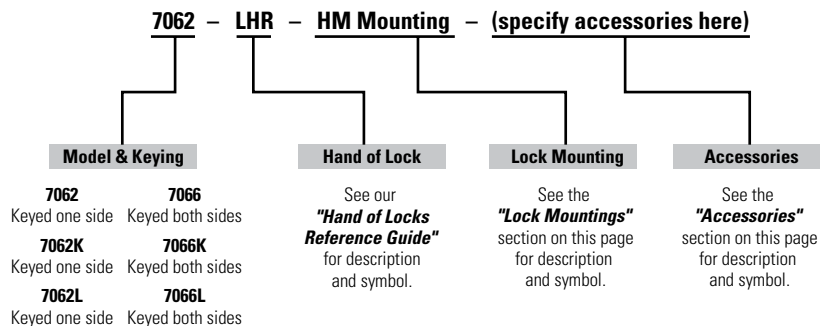 7062 – LHR – HM Mounting – (specify accessories here)
Model & Keying
7062 7066
Keyed one side Keyed both sides
7062K 7066K
Keyed one side Keyed both sides
7062L 7066L
Keyed one side Keyed both sides
Hand of Lock
See our
"Hand of Locks
Reference Guide"
for description
and symbol.
Lock Mounting
See the
"Lock Mountings"
section on this page
for description
and symbol.
Accessories
See the
"Accessories"
section on this page
for description
and symbol.